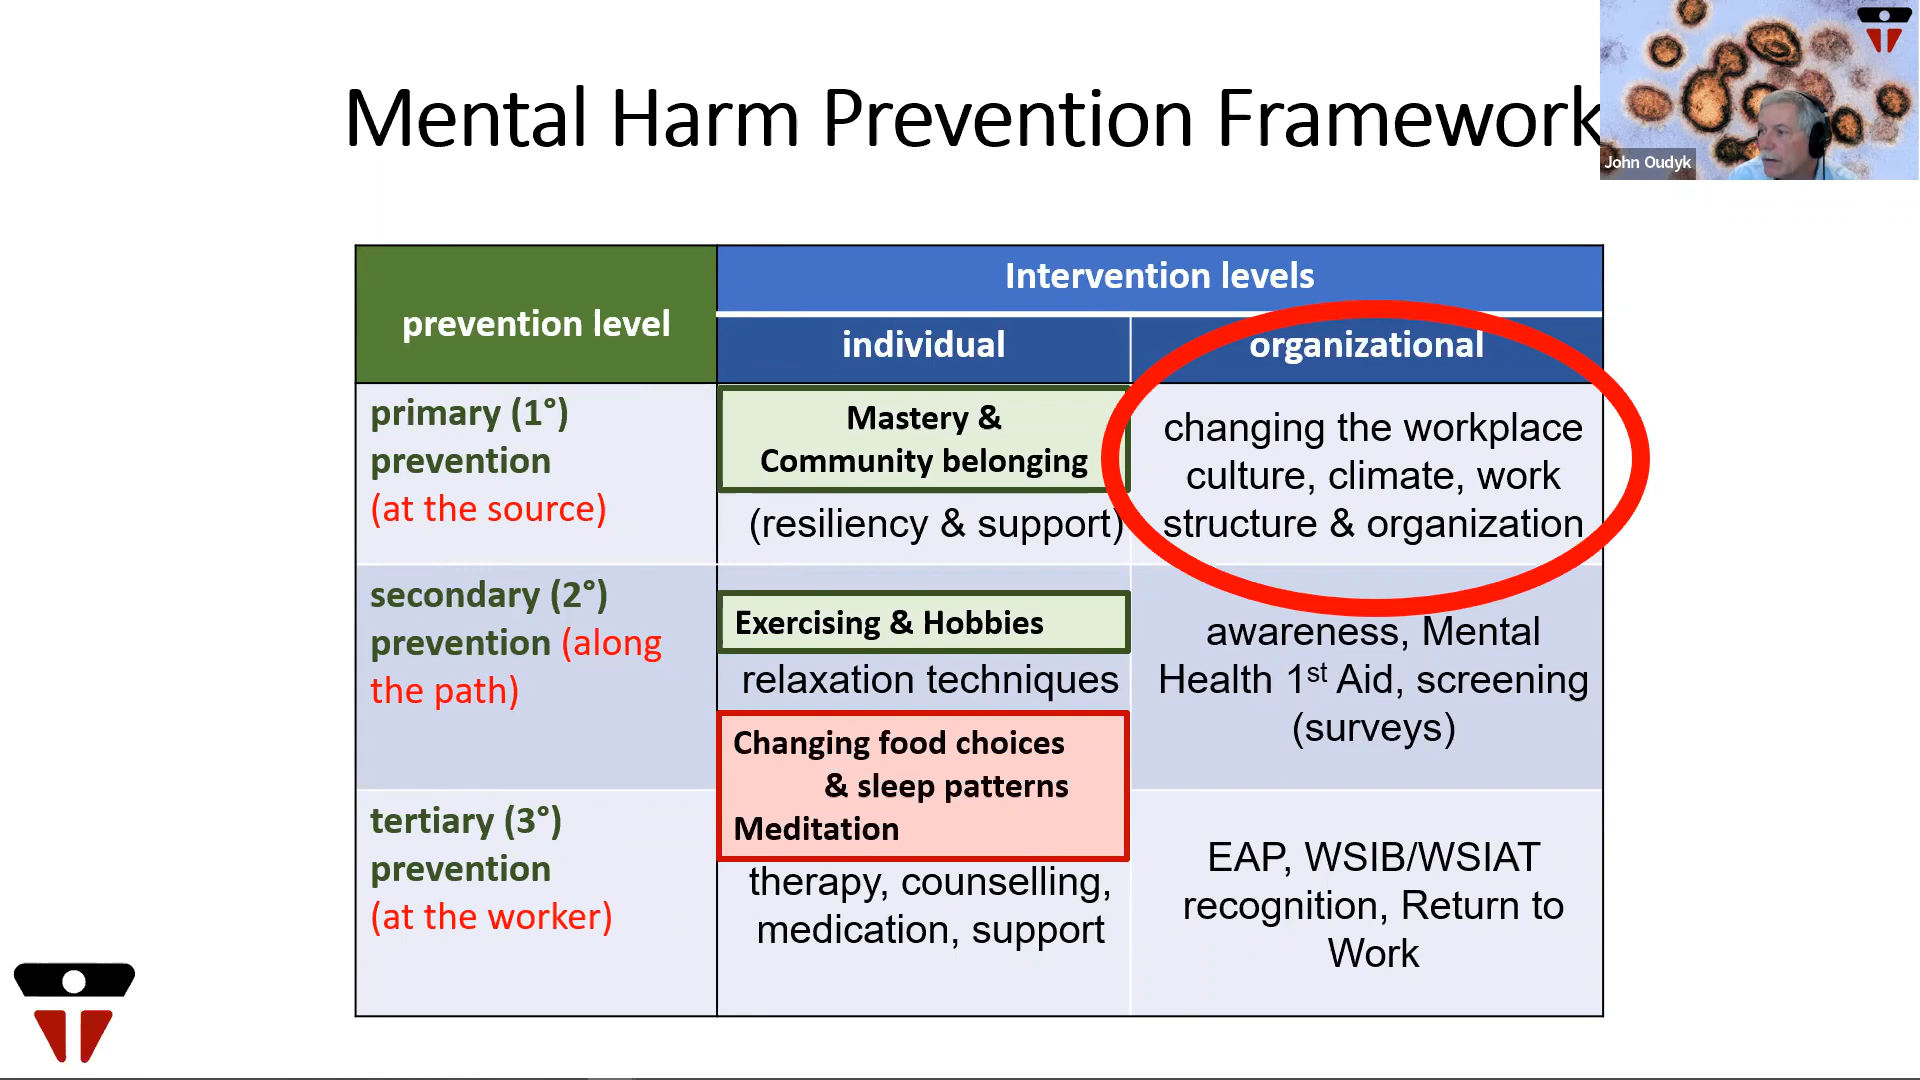 Mental Harm Prevention Framework
John Oudyk
prevention level
Intervention levels
individual
organizational
primary (1°)
prevention
(at the source)
Mastery &
Community belonging
(resiliency & support)
changing the workplace
culture, climate, work
structure & organization
secondary (2°)
prevention (along
the path)
Exercising & Hobbies
relaxation techniques
Changing food choices
& sleep patterns
Meditation
awareness, Mental
Health 1st Aid, screening
(surveys)
tertiary (3°)
prevention
(at the worker)
therapy, counselling,
medication, support
EAP, WSIB/WSIAT
recognition, Return to
Work